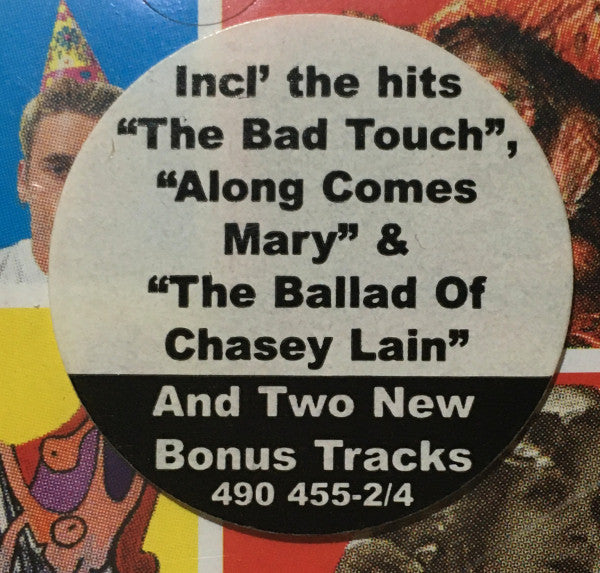 Incl’ the hits
“The Bad Touch”,
“Along Comes
Mary” &
“The Ballad Of
Chasey Lain”
And Two New
Bonus Tracks
490 455-2/4